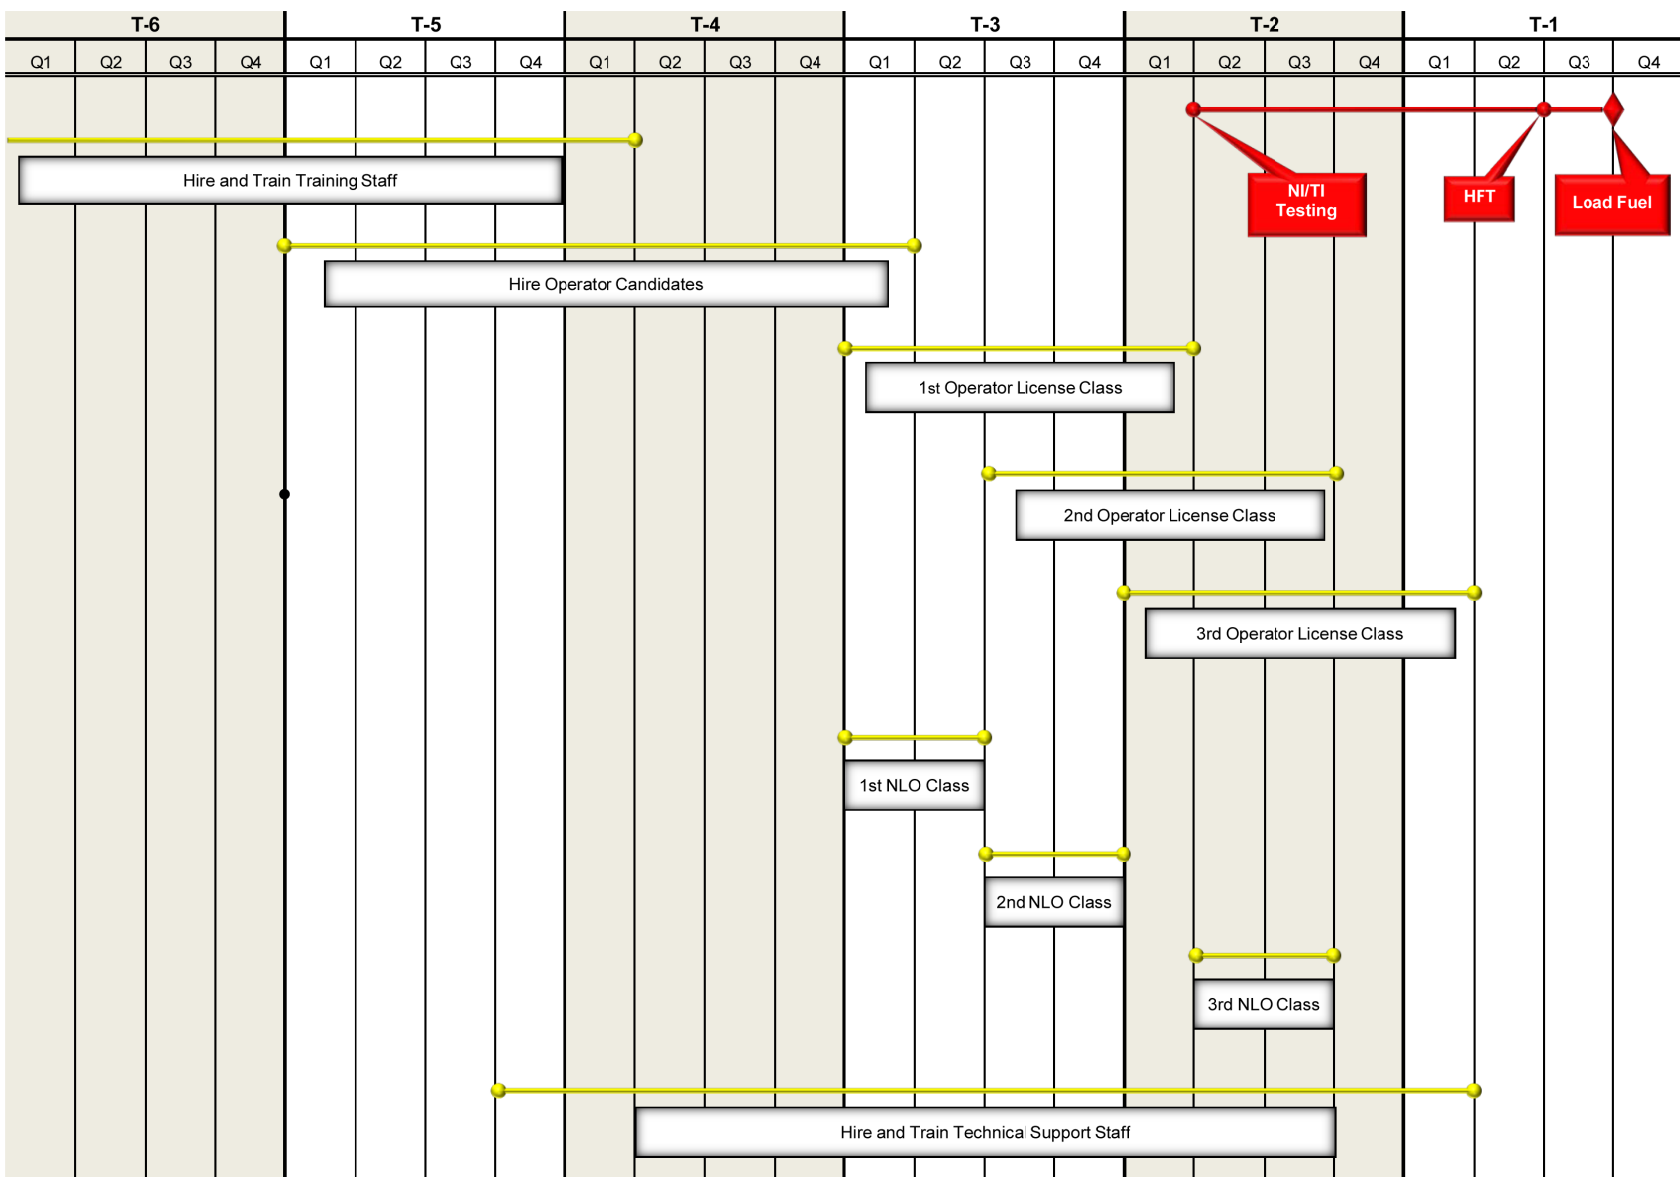 T-6 T-5 T-4 T-3 T-2 T-1
Q1 Q2 Q3 Q4 Q1 Q2 Q3 Q4 Q1 Q2 Q3 Q4 Q1 Q2 Q3 Q4 Q1 Q2 Q3 Q4 Q1 Q2 Q3 Q4
Hire and Train Training Staff
NI/TI
Testing
HFT
Load Fuel
Hire Operator Candidates
1st Operator License Class
2nd Operator License Class
3rd Operator License Class
1st NLO Class
2nd NLO Class
3rd NLO Class
Hire and Train Technical Support Staff